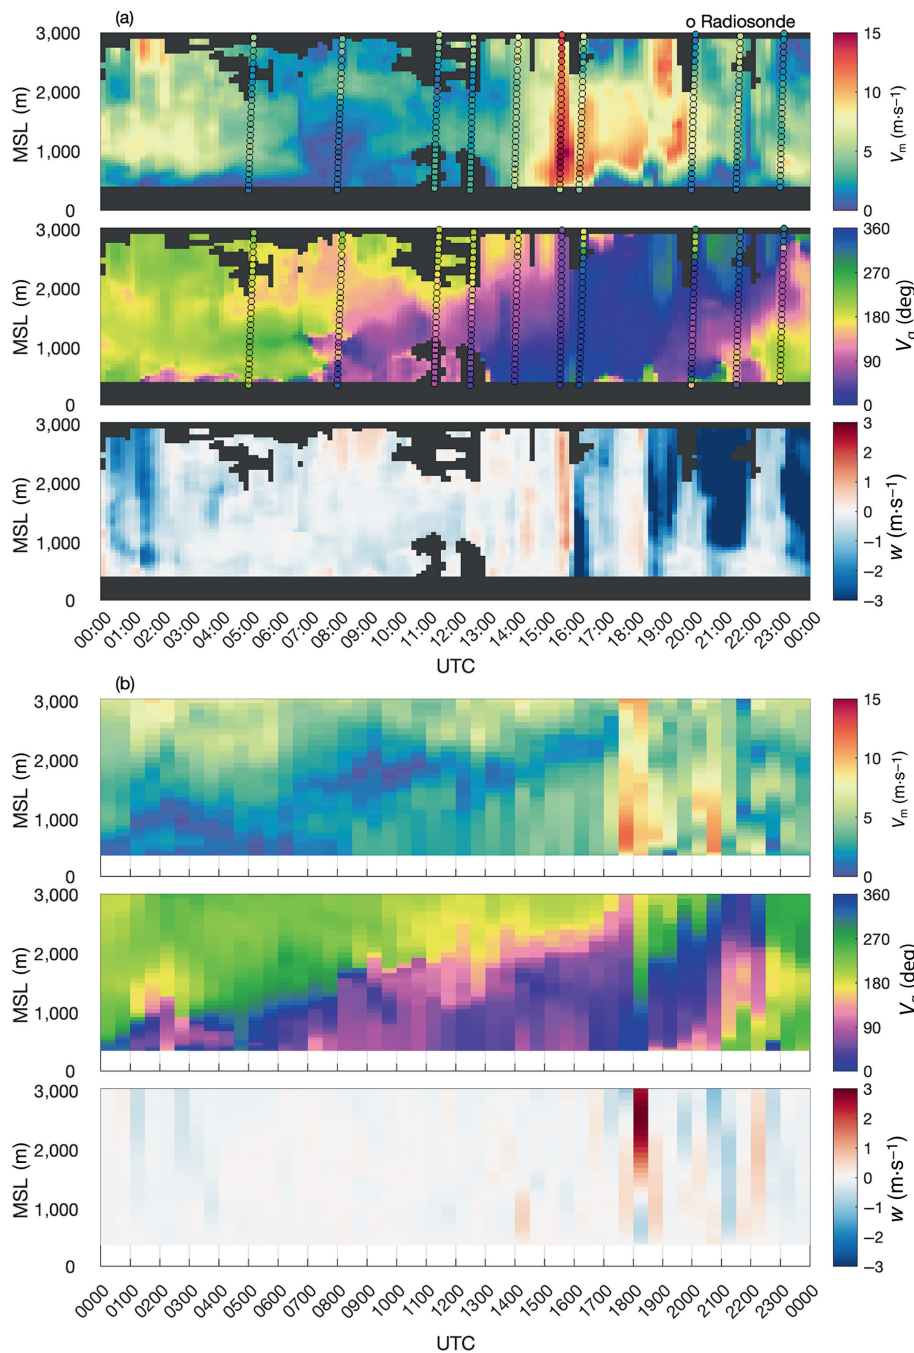 (a)
o Radiosonde
3,000
2,000
1,000
0
MSL (m)
15
10
5
0
Vm (m·s−1)
3,000
2,000
1,000
0
MSL (m)
360
270
180
90
0
Vα (deg)
3,000
2,000
1,000
0
MSL (m)
3
2
1
0
−1
−2
−3
w (m·s−1)
00:00 01:00 02:00 03:00 04:00 05:00 06:00 07:00 08:00 09:00 10:00 11:00 12:00 13:00 14:00 15:00 16:00 17:00 18:00 19:00 20:00 21:00 22:00 23:00 00:00
UTC
(b)
3,000
2,000
1,000
0
MSL (m)
15
10
5
0
Vm (m·s−1)
3,000
2,000
1,000
0
MSL (m)
360
270
180
90
0
Vα (deg)
3,000
2,000
1,000
0
MSL (m)
3
2
1
0
−1
−2
−3
w (m·s−1)
0000 0100 0200 0300 0400 0500 0600 0700 0800 0900 1000 1100 1200 1300 1400 1500 1600 1700 1800 1900 2000 2100 2200 2300 0000
UTC